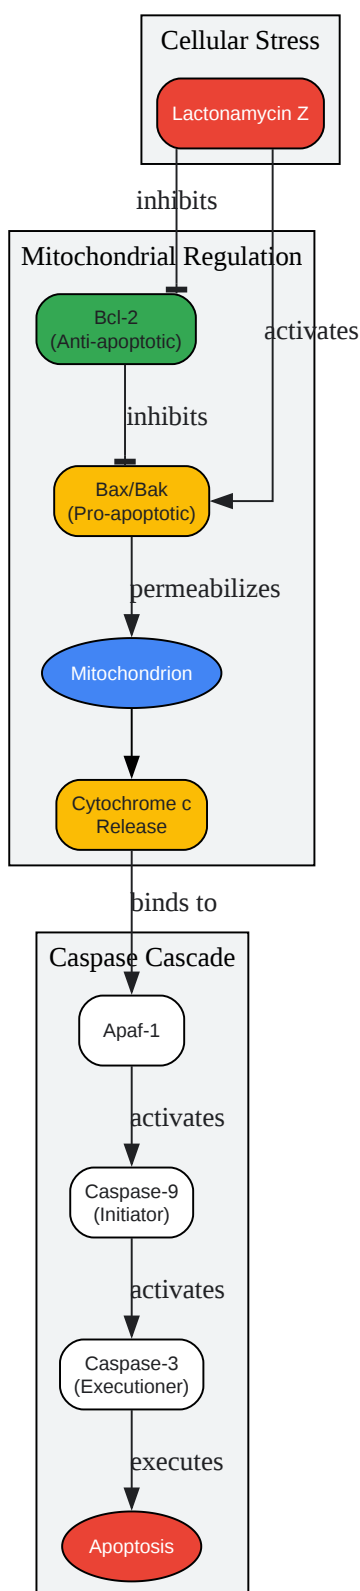 Cellular Stress
Lactonamycin Z
inhibits
Mitochondrial Regulation
Bcl-2
(Anti-apoptotic)
activates
inhibits
Bax/Bak
(Pro-apoptotic)
permeabilizes
Mitochondrion
Cytochrome c
Release
binds to
Caspase Cascade
Apaf-1
activates
Caspase-9
(Initiator)
activates
Caspase-3
(Executioner)
executes
Apoptosis